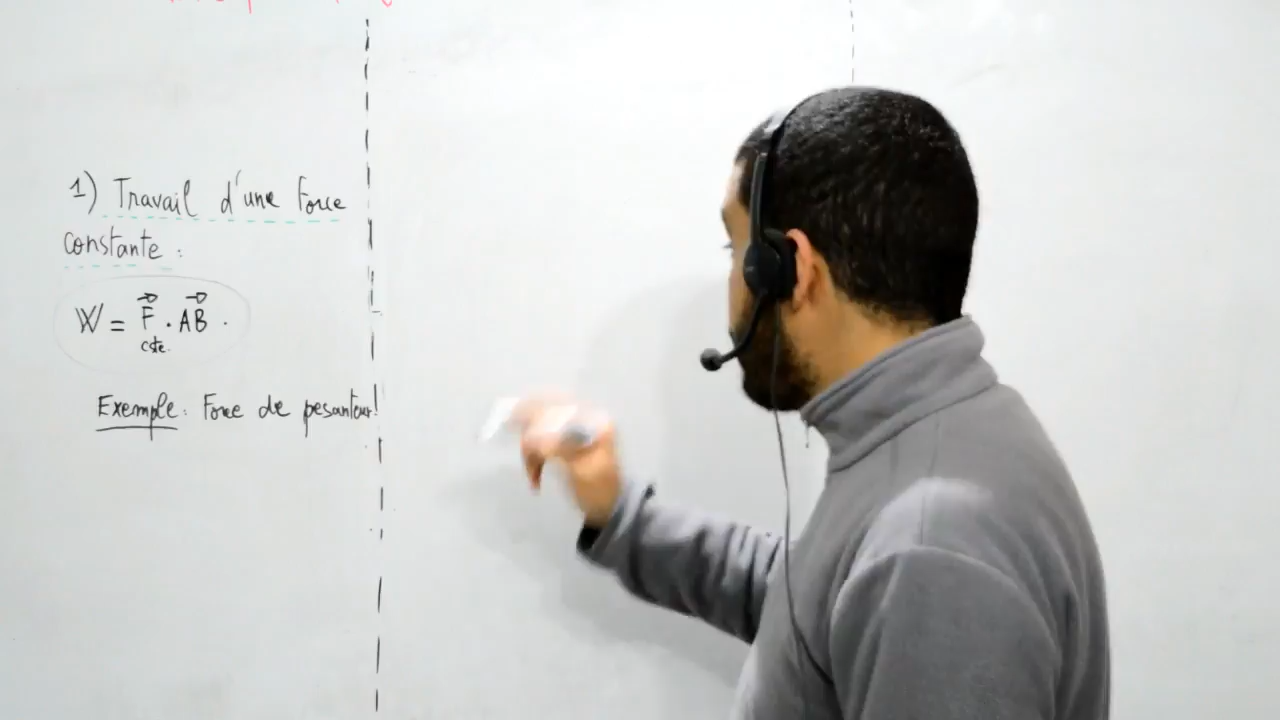 1) Travail d'une Force
constante :
W = F⃗ . AB⃗ .
cste.
Exemple : Force de pesanteur!